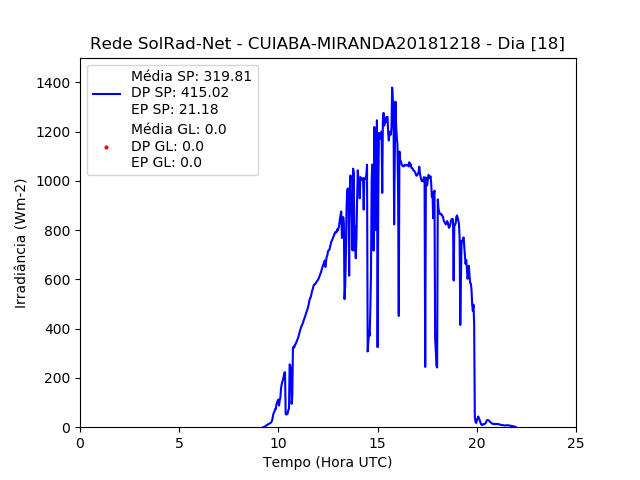 Rede SolRad-Net - CUIABA-MIRANDA20181218 - Dia [18]
Média SP: 319.81
DP SP: 415.02
EP SP: 21.18
Média GL: 0.0
DP GL: 0.0
EP GL: 0.0
Irradiância (Wm-2)
1400
1200
1000
800
600
400
200
0
0 5 10 15 20 25
Tempo (Hora UTC)